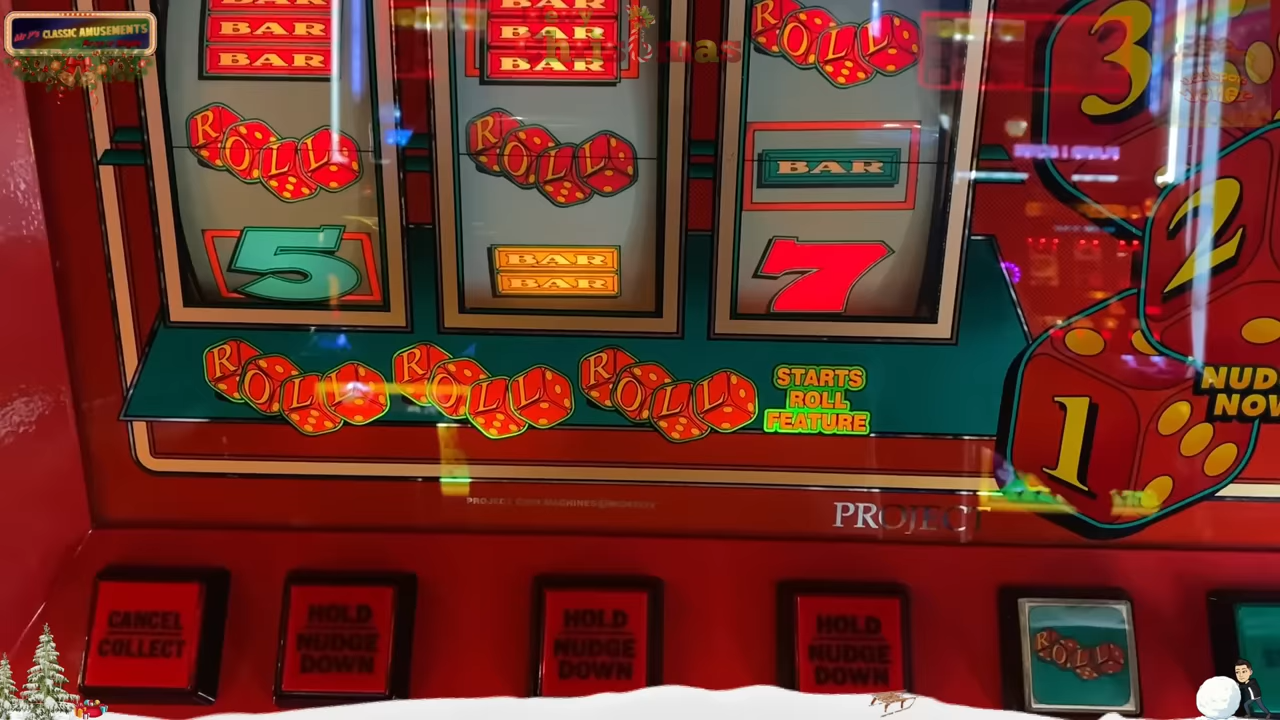 Mr P's CLASSIC AMUSEMENTS
BAR
BAR
BAR
BAR
BAR
BAR
ROLL
3
ROLL
ROLL
BAR
2
5
BAR
BAR
7
ROLL
ROLL
ROLL
STARTS
ROLL
FEATURE
1
NUD
NOW
PROJECT
CANCEL
COLLECT
HOLD
NUDGE
DOWN
HOLD
NUDGE
DOWN
HOLD
NUDGE
DOWN
ROLL